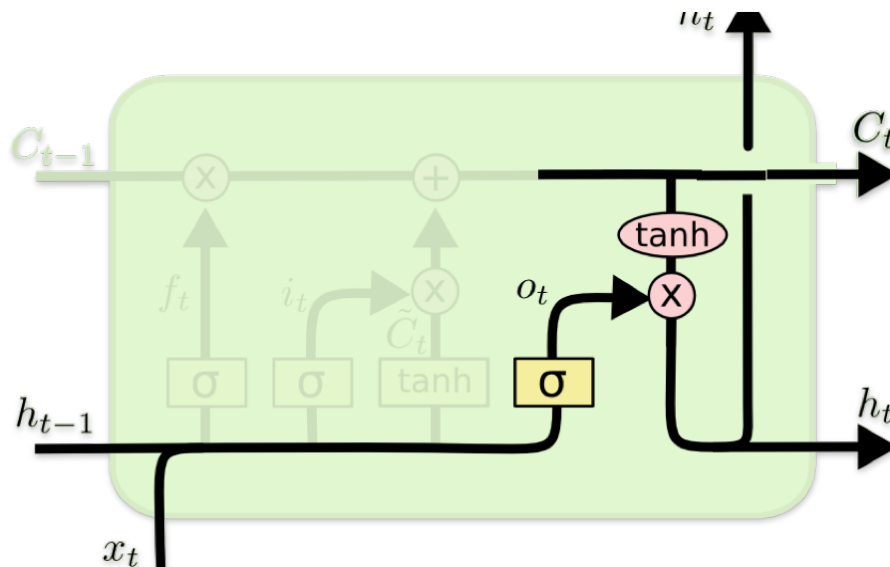 h_t
C_{t-1}
C_t
×
+
tanh
f_t
i_t
×
o_t
×
C̃_t
σ
σ
tanh
σ
h_{t-1}
h_t
x_t